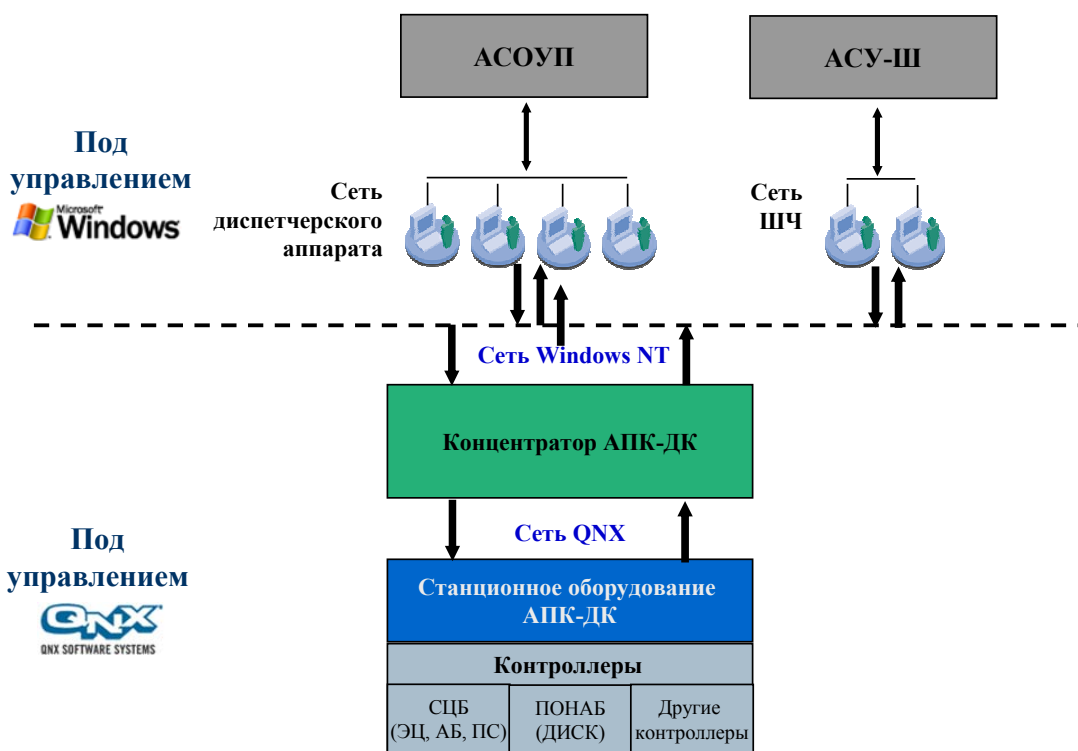 АСОУП
АСУ-Ш
Под
управлением
Microsoft
Windows
Сеть
диспетчерского
аппарата
Сеть
ШЧ
Сеть Windows NT
Концентратор АПК-ДК
Сеть QNX
Под
управлением
QNX
QNX SOFTWARE SYSTEMS
Станционное оборудование
АПК-ДК
Контроллеры
СЦБ
(ЭЦ, АБ, ПС)
ПОНАБ
(ДИСК)
Другие
контроллеры